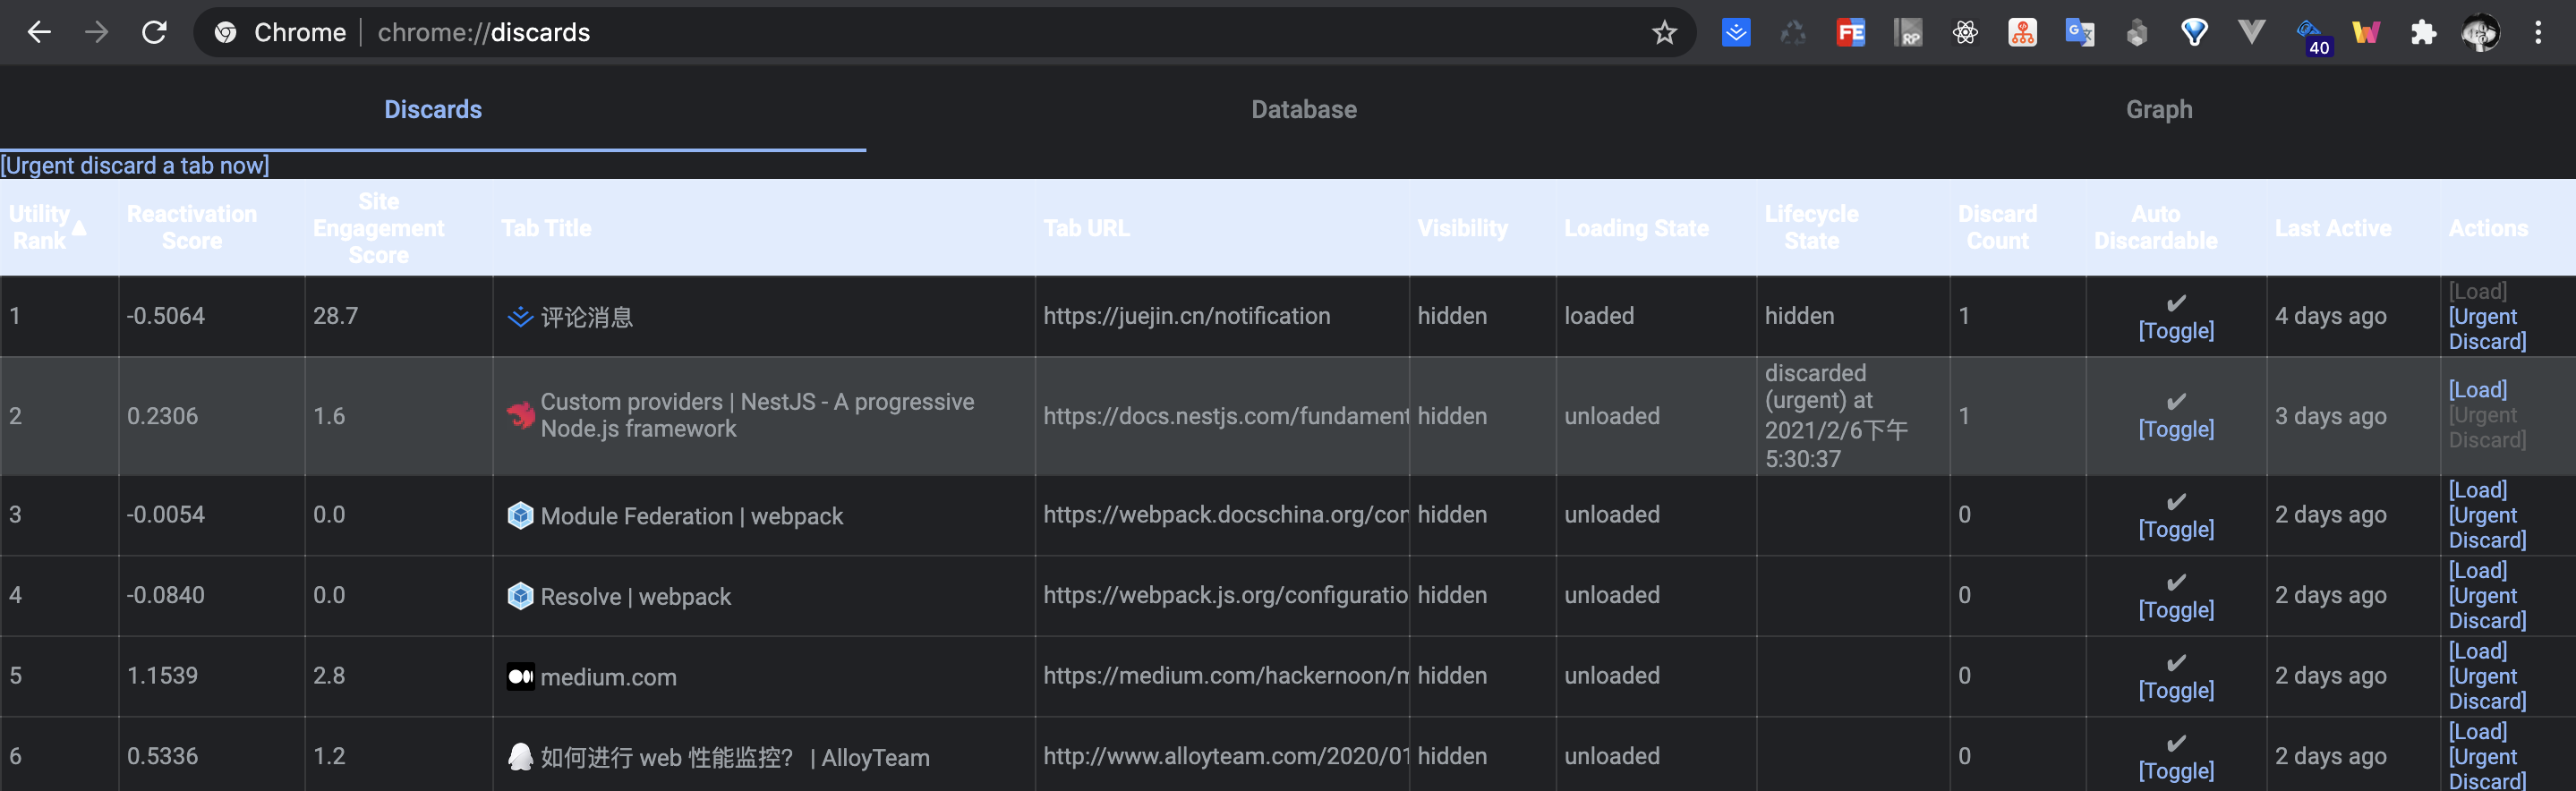 Chrome | chrome://discards
FE
RP
G
40
Discards
Database
Graph
[Urgent discard a tab now]
Utility Rank ▲
Reactivation Score
Site Engagement Score
Tab Title
Tab URL
Visibility
Loading State
Lifecycle State
Discard Count
Auto Discardable
Last Active
Actions
1
-0.5064
28.7
评论消息
https://juejin.cn/notification
hidden
loaded
hidden
1
✔
[Toggle]
4 days ago
[Load]
[Urgent
Discard]
2
0.2306
1.6
Custom providers | NestJS - A progressive
Node.js framework
https://docs.nestjs.com/fundament
hidden
unloaded
discarded
(urgent) at
2021/2/6下午
5:30:37
1
✔
[Toggle]
3 days ago
[Load]
[Urgent
Discard]
3
-0.0054
0.0
Module Federation | webpack
https://webpack.docschina.org/con
hidden
unloaded
0
✔
[Toggle]
2 days ago
[Load]
[Urgent
Discard]
4
-0.0840
0.0
Resolve | webpack
https://webpack.js.org/configuratio
hidden
unloaded
0
✔
[Toggle]
2 days ago
[Load]
[Urgent
Discard]
5
1.1539
2.8
medium.com
https://medium.com/hackernoon/m
hidden
unloaded
0
✔
[Toggle]
2 days ago
[Load]
[Urgent
Discard]
6
0.5336
1.2
如何进行 web 性能监控？ | AlloyTeam
http://www.alloyteam.com/2020/01
hidden
unloaded
0
✔
[Toggle]
2 days ago
[Load]
[Urgent
Discard]